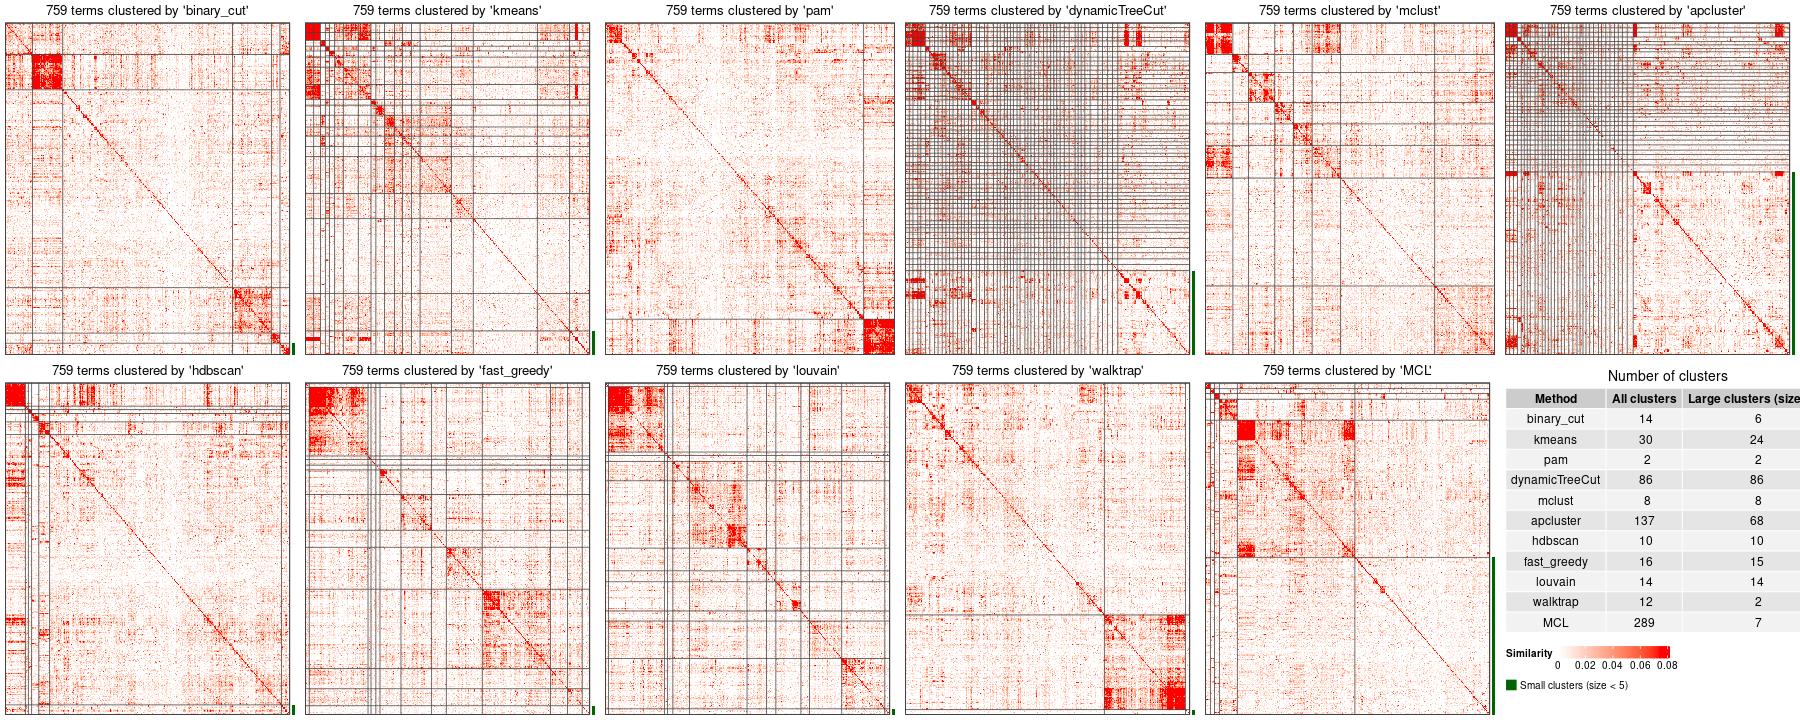 759 terms clustered by 'binary_cut'
759 terms clustered by 'kmeans'
759 terms clustered by 'pam'
759 terms clustered by 'dynamicTreeCut'
759 terms clustered by 'mclust'
759 terms clustered by 'apcluster'
759 terms clustered by 'hdbscan'
759 terms clustered by 'fast_greedy'
759 terms clustered by 'louvain'
759 terms clustered by 'walktrap'
759 terms clustered by 'MCL'
Number of clusters
Method All clusters Large clusters (size
binary_cut 14 6
kmeans 30 24
pam 2 2
dynamicTreeCut 86 86
mclust 8 8
apcluster 137 68
hdbscan 10 10
fast_greedy 16 15
louvain 14 14
walktrap 12 2
MCL 289 7
Similarity
0 0.02 0.04 0.06 0.08
Small clusters (size < 5)